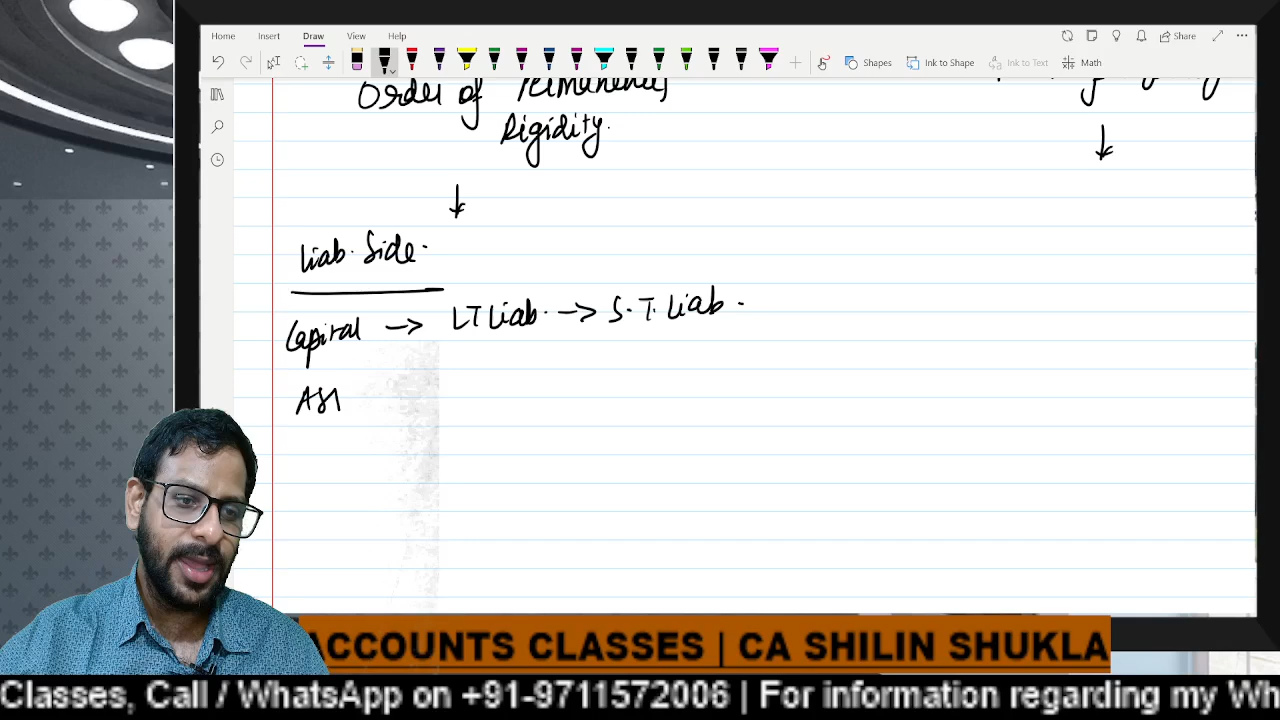 Home Insert Draw View Help Share
Shapes Ink to Shape Ink to Text Math
Order of Permanence/
Rigidity.
Liab. Side.
Capital → LT Liab. → S.T. Liab.
ASI
ACCOUNTS CLASSES | CA SHILIN SHUKLA
Classes, Call / WhatsApp on +91-9711572006 | For information regarding my Wh